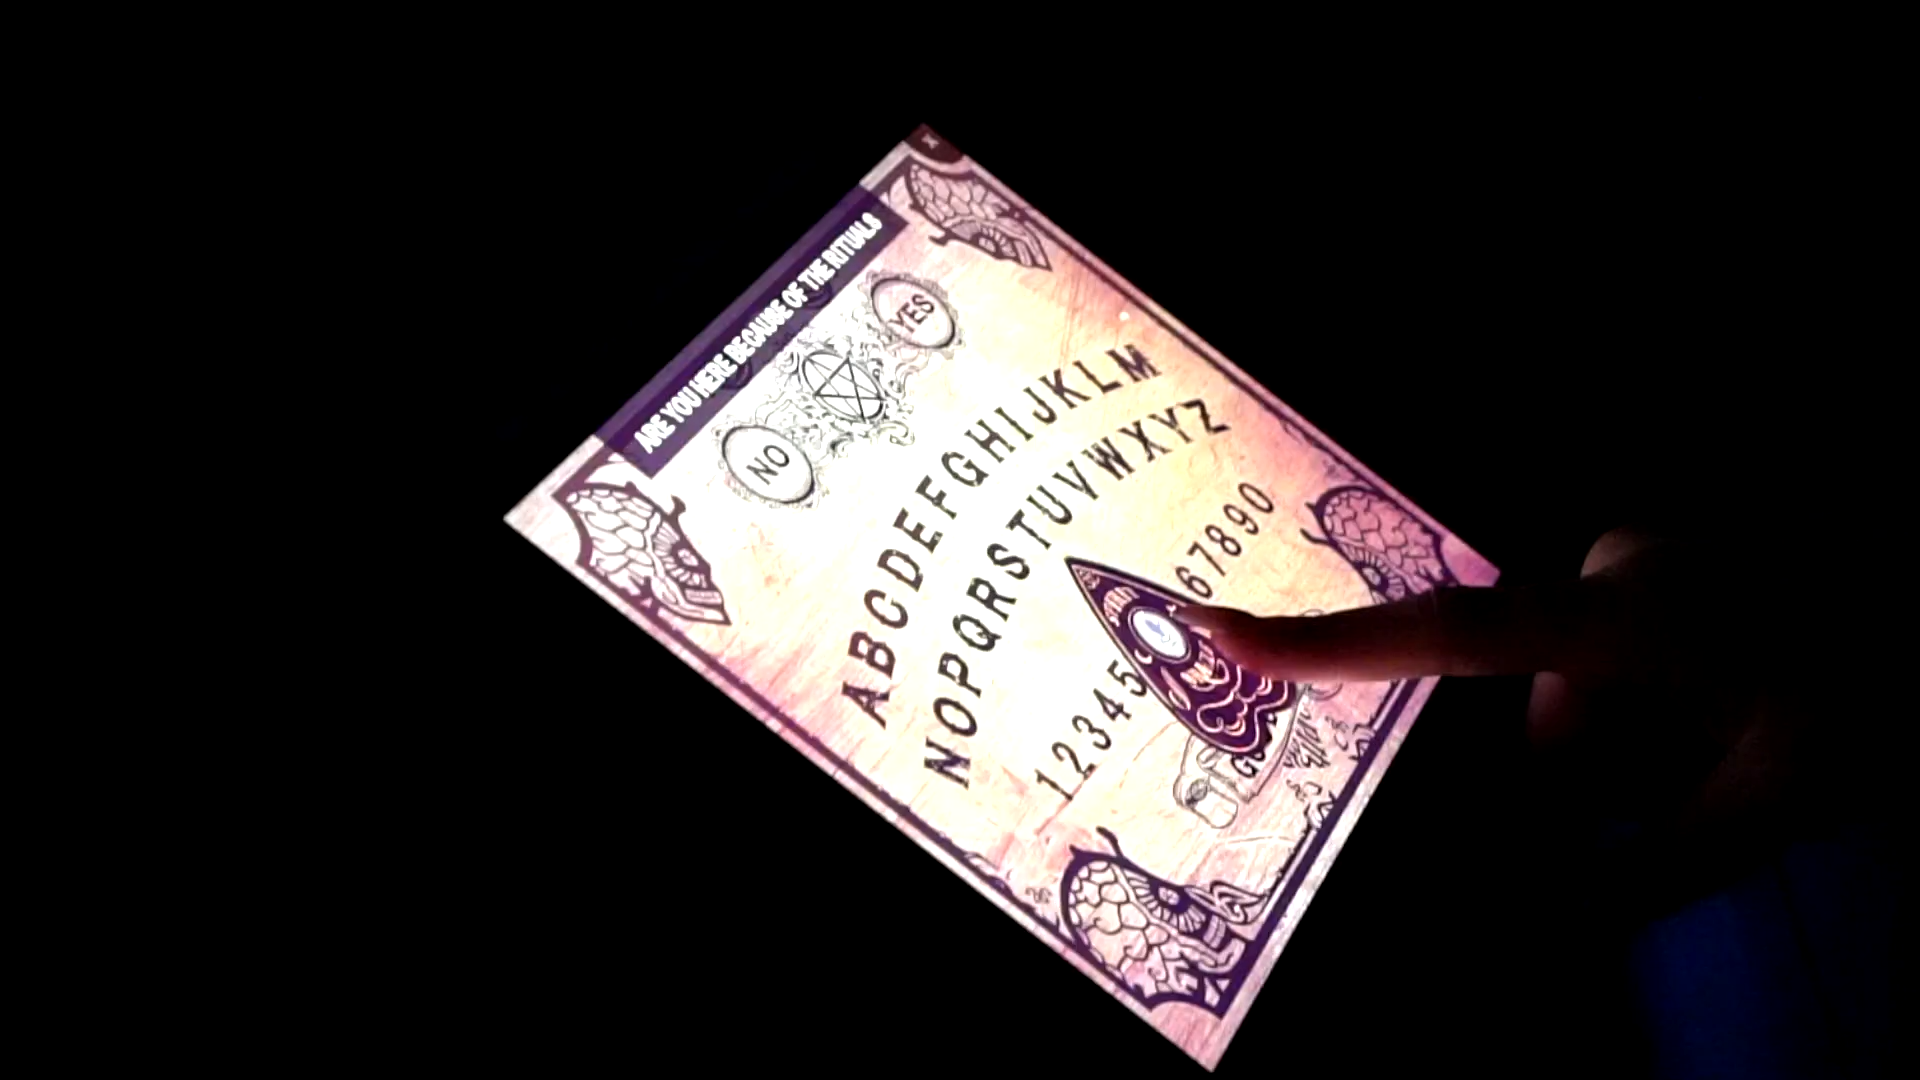 X
ARE YOU HERE BECAUSE OF THE RITUALS
NO YES
ABCDEFGHIJKLM
NOPQRSTUVWXYZ
12345 67890